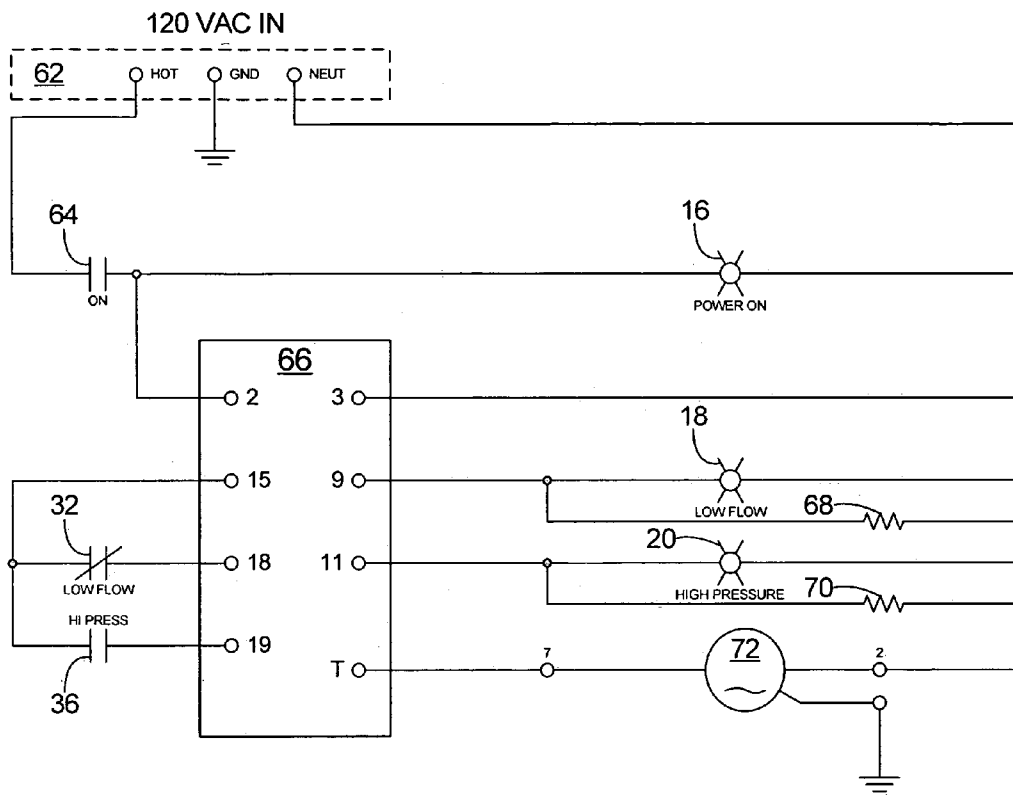 120 VAC IN
62 HOT GND NEUT
64 16
ON POWER ON
66
2 3
18
15 9
32 LOW FLOW 68
20
18 11
LOW FLOW HIGH PRESSURE 70
HI PRESS
19
36 T 7 72 2